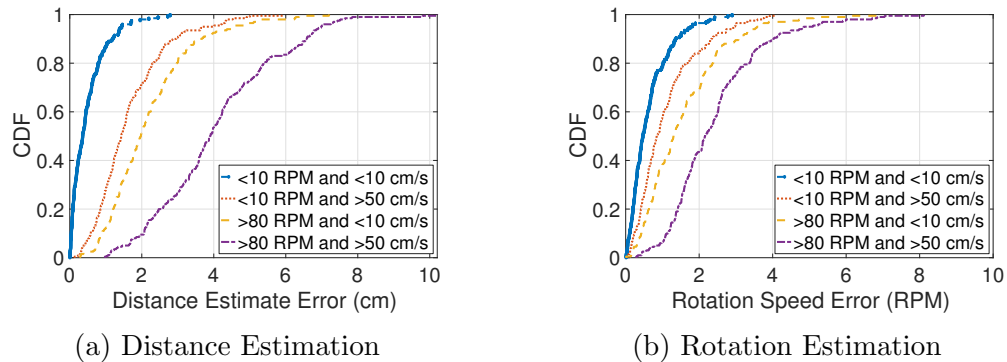 1
0.8
0.6
0.4
0.2
0
CDF
<10 RPM and <10 cm/s
<10 RPM and >50 cm/s
>80 RPM and <10 cm/s
>80 RPM and >50 cm/s
0 2 4 6 8 10
Distance Estimate Error (cm)
(a) Distance Estimation
1
0.8
0.6
0.4
0.2
0
CDF
<10 RPM and <10 cm/s
<10 RPM and >50 cm/s
>80 RPM and <10 cm/s
>80 RPM and >50 cm/s
0 2 4 6 8 10
Rotation Speed Error (RPM)
(b) Rotation Estimation